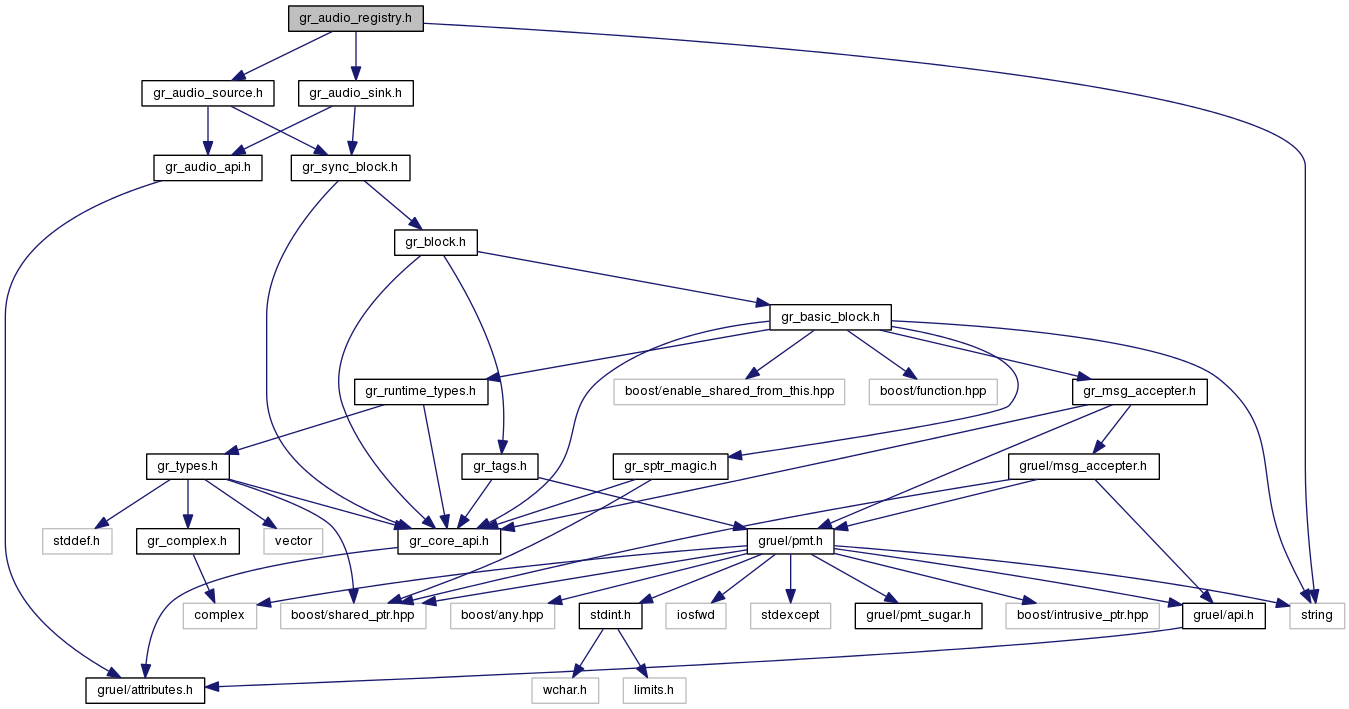 gr_audio_registry.h
gr_audio_source.h
gr_audio_sink.h
gr_audio_api.h
gr_sync_block.h
gr_block.h
gr_basic_block.h
gr_runtime_types.h
boost/enable_shared_from_this.hpp
boost/function.hpp
gr_msg_accepter.h
gr_types.h
gr_tags.h
gr_sptr_magic.h
gruel/msg_accepter.h
stddef.h
gr_complex.h
vector
gr_core_api.h
gruel/pmt.h
complex
boost/shared_ptr.hpp
boost/any.hpp
stdint.h
iosfwd
stdexcept
gruel/pmt_sugar.h
boost/intrusive_ptr.hpp
gruel/api.h
string
gruel/attributes.h
wchar.h
limits.h